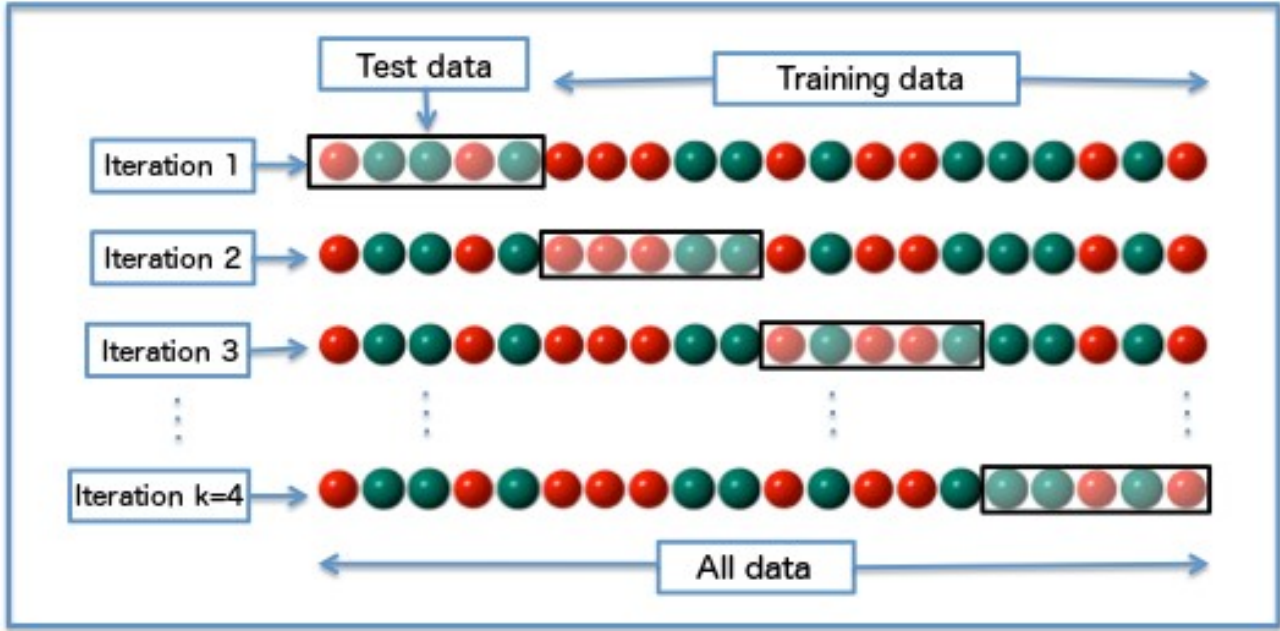 Test data
Training data
Iteration 1
Iteration 2
Iteration 3
Iteration k=4
All data